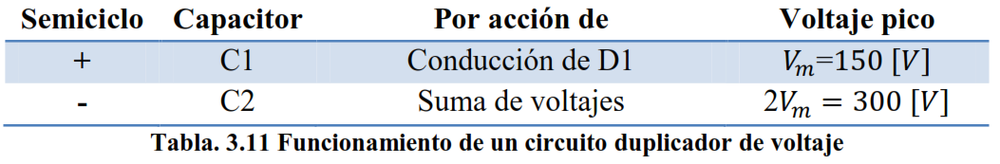 Semiciclo Capacitor Por acción de Voltaje pico
+ C1 Conducción de D1 Vm=150 [V]
- C2 Suma de voltajes 2Vm = 300 [V]
Tabla. 3.11 Funcionamiento de un circuito duplicador de voltaje